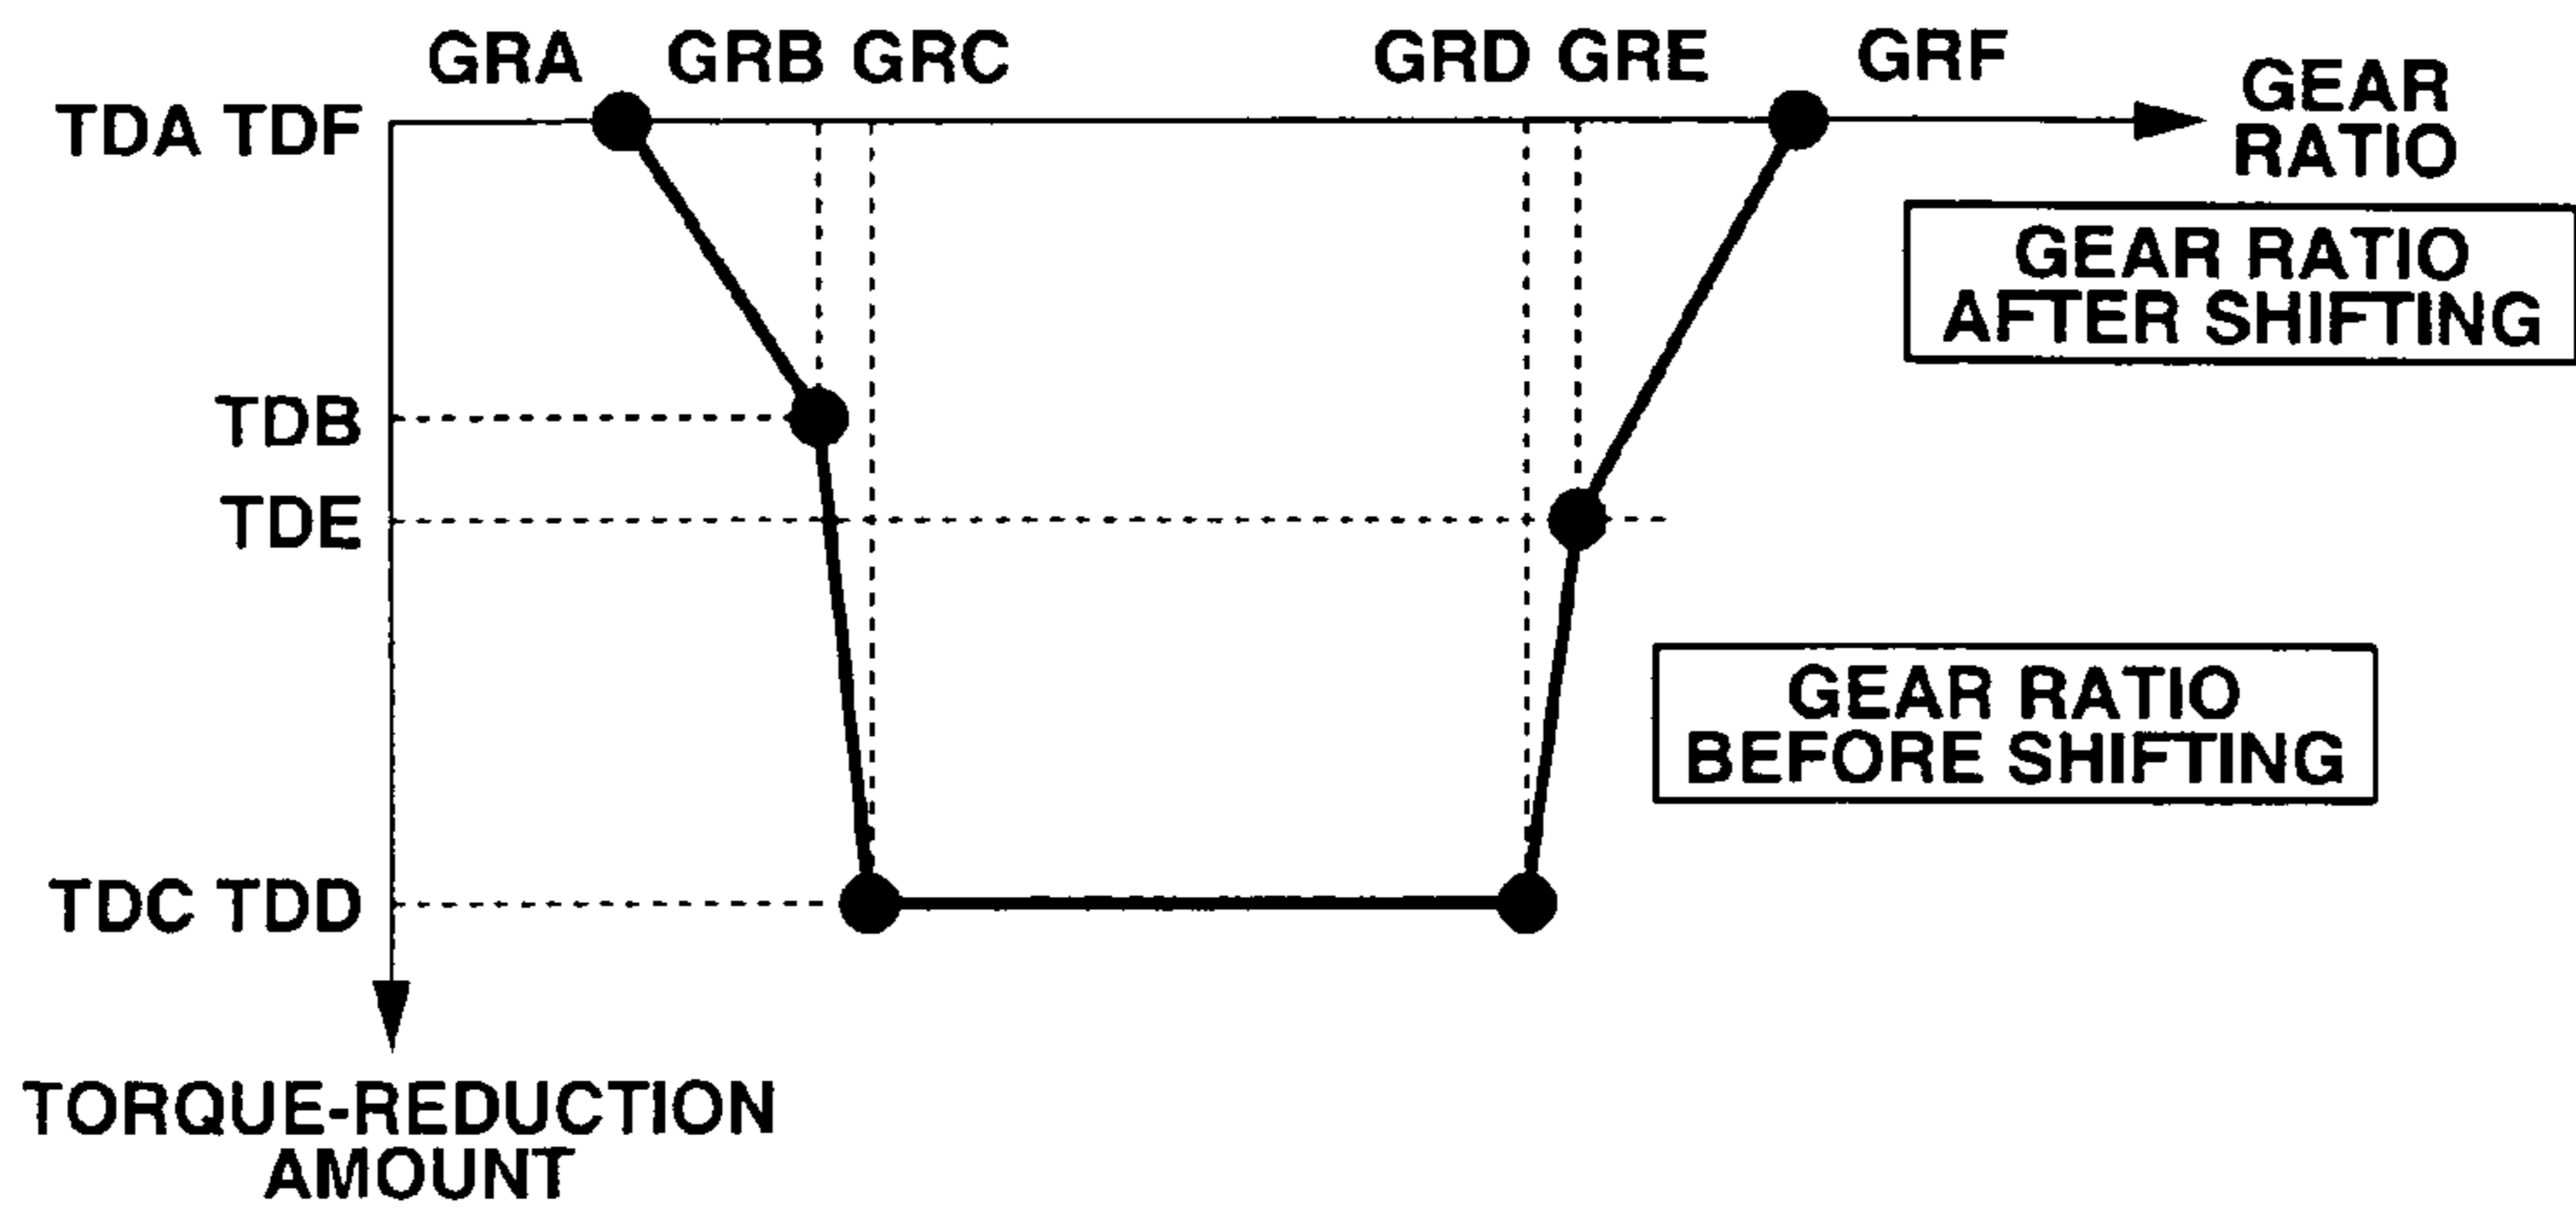 GRA GRB GRC GRD GRE GRF
GEAR
RATIO
TDA TDF
GEAR RATIO
AFTER SHIFTING
TDB
TDE
GEAR RATIO
BEFORE SHIFTING
TDC TDD
TORQUE-REDUCTION
AMOUNT